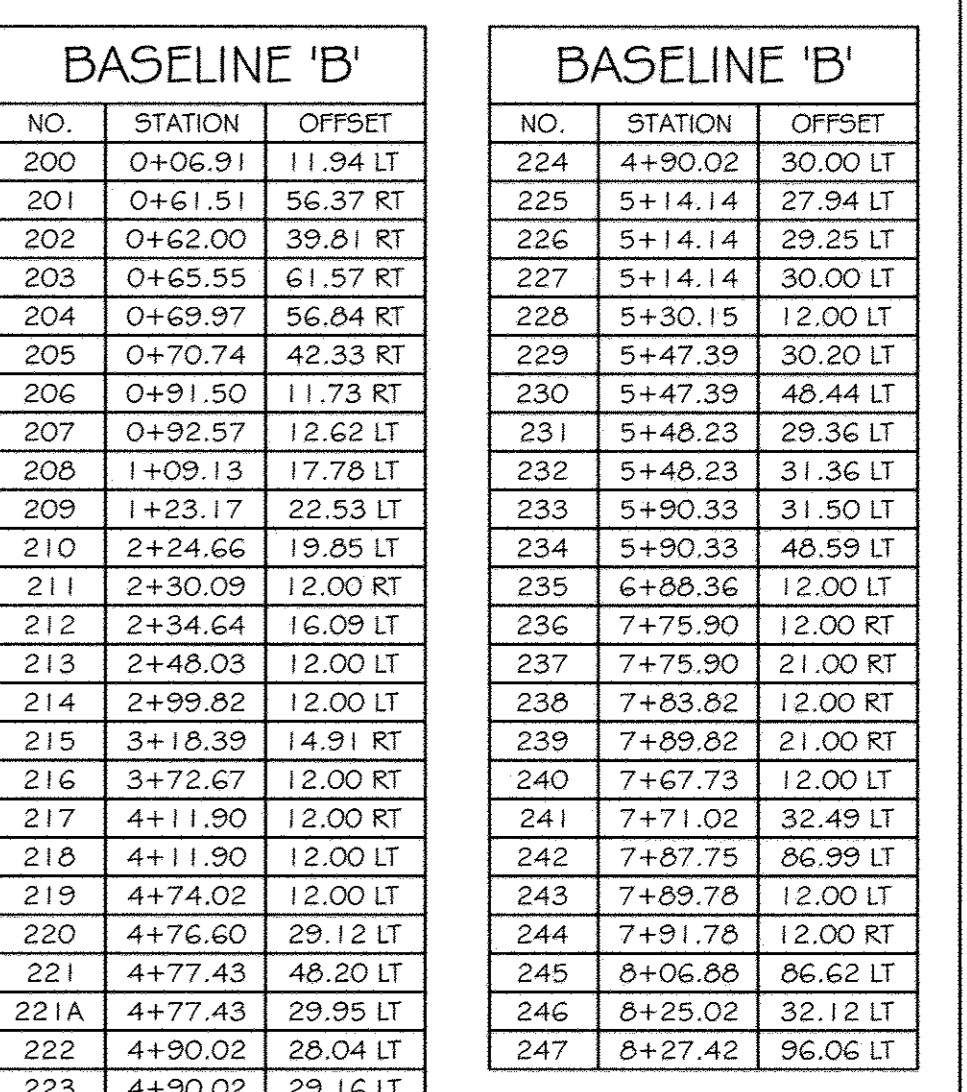 BASELINE 'B'
NO. STATION OFFSET
200 0+06.91 11.94 LT
201 0+61.51 56.37 RT
202 0+62.00 39.81 RT
203 0+65.55 61.57 RT
204 0+69.97 56.84 RT
205 0+70.74 42.33 RT
206 0+91.50 11.73 RT
207 0+92.57 12.62 LT
208 1+09.13 17.78 LT
209 1+23.17 22.53 LT
210 2+24.66 19.85 LT
211 2+30.09 12.00 RT
212 2+34.64 16.09 LT
213 2+48.03 12.00 LT
214 2+99.82 12.00 LT
215 3+18.39 14.91 RT
216 3+72.67 12.00 RT
217 4+11.90 12.00 RT
218 4+11.90 12.00 LT
219 4+74.02 12.00 LT
220 4+76.60 29.12 LT
221 4+77.43 48.20 LT
221A 4+77.43 29.95 LT
222 4+90.02 28.04 LT
223 4+90.02 29.16 LT
BASELINE 'B'
NO. STATION OFFSET
224 4+90.02 30.00 LT
225 5+14.14 27.94 LT
226 5+14.14 29.25 LT
227 5+14.14 30.00 LT
228 5+30.15 12.00 LT
229 5+47.39 30.20 LT
230 5+47.39 48.44 LT
231 5+48.23 29.36 LT
232 5+48.23 31.36 LT
233 5+90.33 31.50 LT
234 5+90.33 48.59 LT
235 6+88.36 12.00 LT
236 7+75.90 12.00 RT
237 7+75.90 21.00 RT
238 7+83.82 12.00 RT
239 7+89.82 21.00 RT
240 7+67.73 12.00 LT
241 7+71.02 32.49 LT
242 7+87.75 86.99 LT
243 7+89.78 12.00 LT
244 7+91.78 12.00 RT
245 8+06.88 86.62 LT
246 8+25.02 32.12 LT
247 8+27.42 96.06 LT